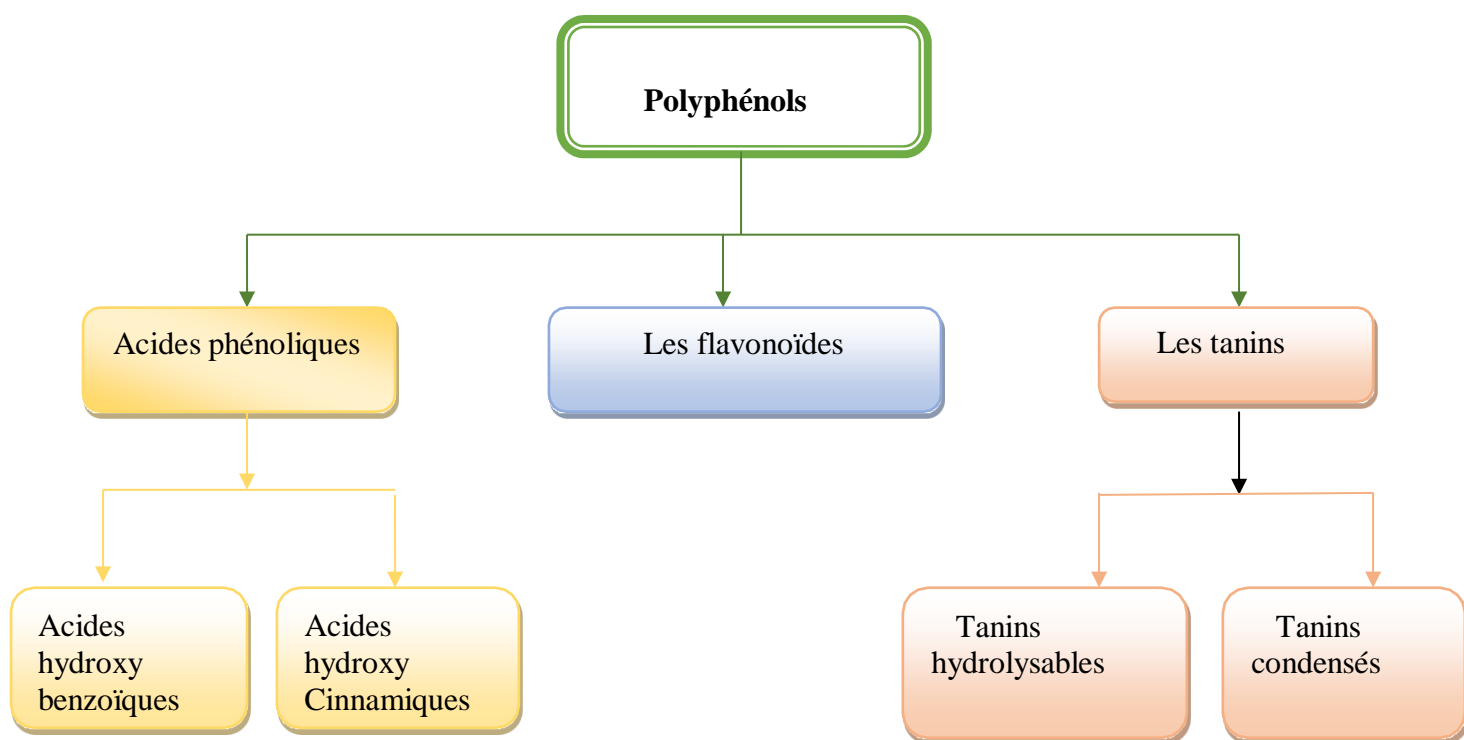 Polyphénols
Acides phénoliques
Les flavonoïdes
Les tanins
Acides
hydroxy
benzoïques
Acides
hydroxy
Cinnamiques
Tanins
hydrolysables
Tanins
condensés